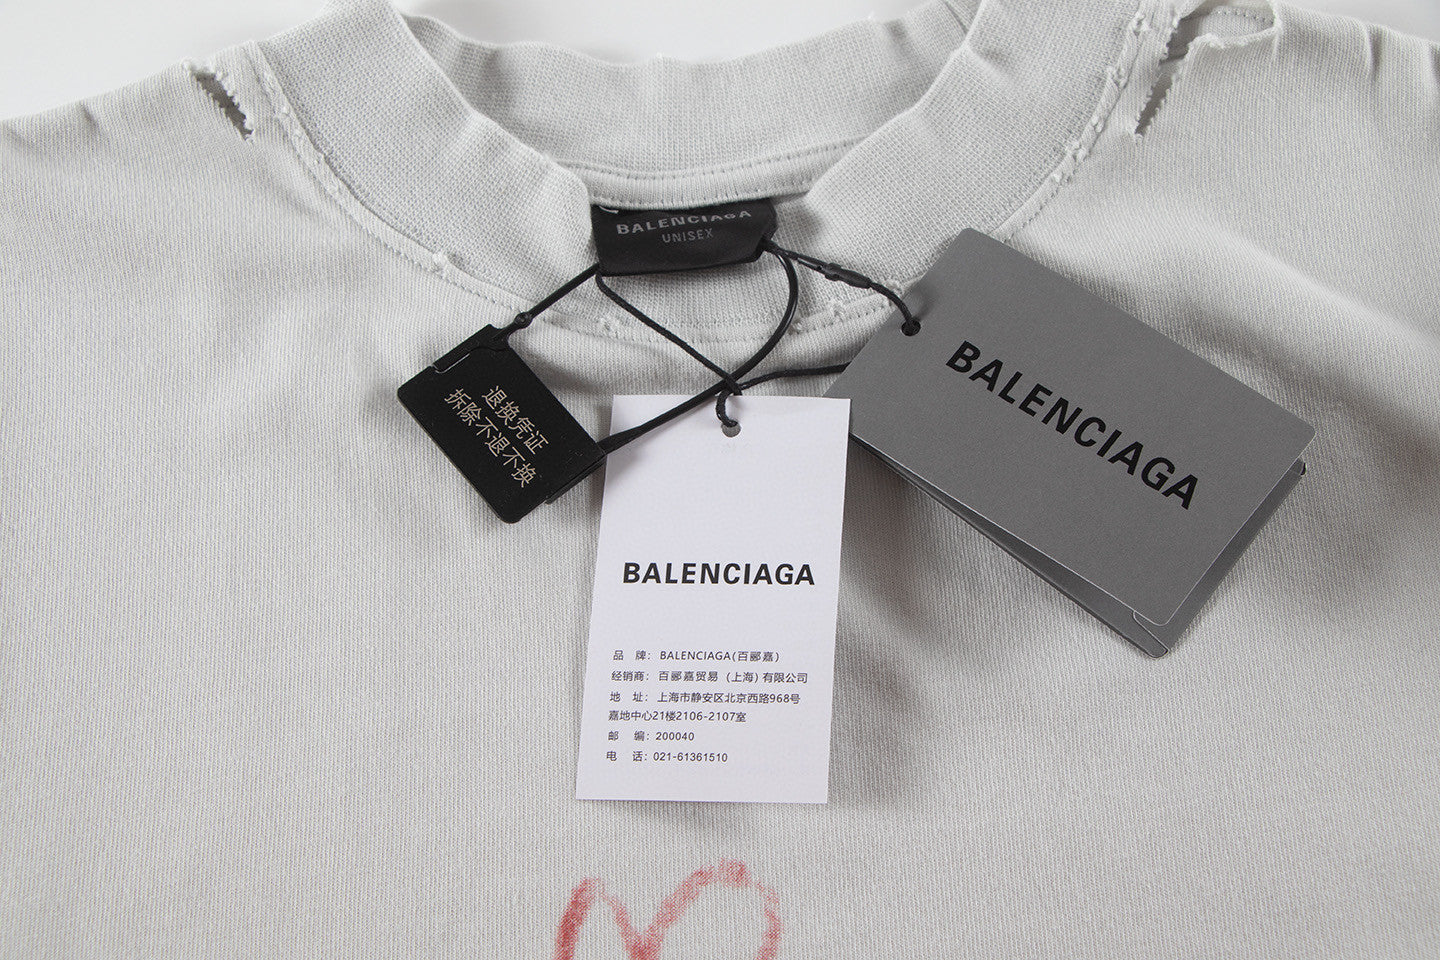 BALENCIAGA
UNISEX
退换凭证
拆除不退不换
BALENCIAGA
BALENCIAGA
品 牌：BALENCIAGA(百郦嘉)
经销商：百郦嘉贸易（上海)有限公司
地 址：上海市静安区北京西路968号
嘉地中心21楼2106-2107室
邮 编：200040
电 话：021-61361510